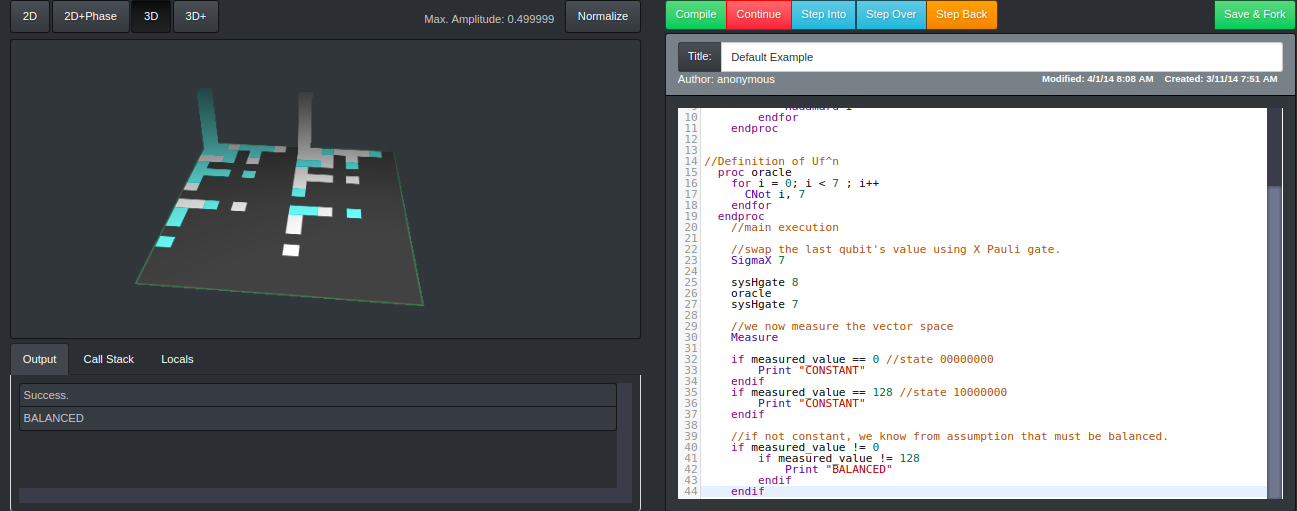 2D 2D+Phase 3D 3D+ Max. Amplitude: 0.499999 Normalize
Output Call Stack Locals
Success.
BALANCED
Compile Continue Step Into Step Over Step Back Save & Fork
Title: Default Example
Author: anonymous Modified: 4/1/14 8:08 AM Created: 3/11/14 7:51 AM
10 endfor
11 endproc
12
13
14 //Definition of Uf^n
15 proc oracle
16 for i = 0; i < 7 ; i++
17 CNot i, 7
18 endfor
19 endproc
20 //main execution
21
22 //swap the last qubit's value using X Pauli gate.
23 SigmaX 7
24
25 sysHgate 8
26 oracle
27 sysHgate 7
28
29 //we now measure the vector space
30 Measure
31
32 if measured_value == 0 //state 00000000
33 Print "CONSTANT"
34 endif
35 if measured_value == 128 //state 10000000
36 Print "CONSTANT"
37 endif
38
39 //if not constant, we know from assumption that must be balanced.
40 if measured_value != 0
41 if measured_value != 128
42 Print "BALANCED"
43 endif
44 endif